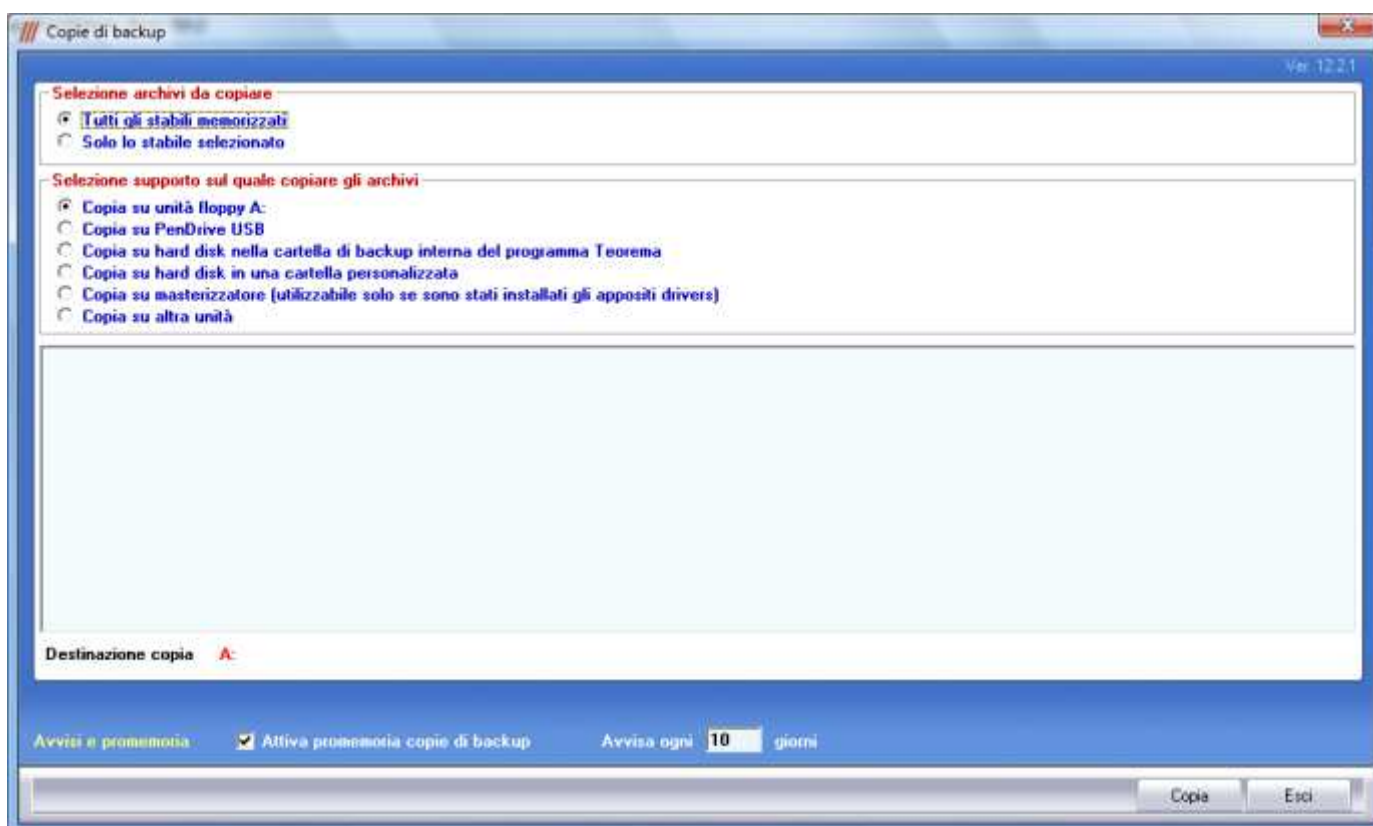 Copie di backup
Ver. 12.2.1
Selezione archivi da copiare
Tutti gli stabili memorizzati
Solo lo stabile selezionato
Selezione supporto sul quale copiare gli archivi
Copia su unità floppy A:
Copia su PenDrive USB
Copia su hard disk nella cartella di backup interna del programma Teorema
Copia su hard disk in una cartella personalizzata
Copia su masterizzatore (utilizzabile solo se sono stati installati gli appositi drivers)
Copia su altra unità
Destinazione copia A:
Avvisi e promemoria Attiva promemoria copie di backup Avvisa ogni 10 giorni
Copia Esci